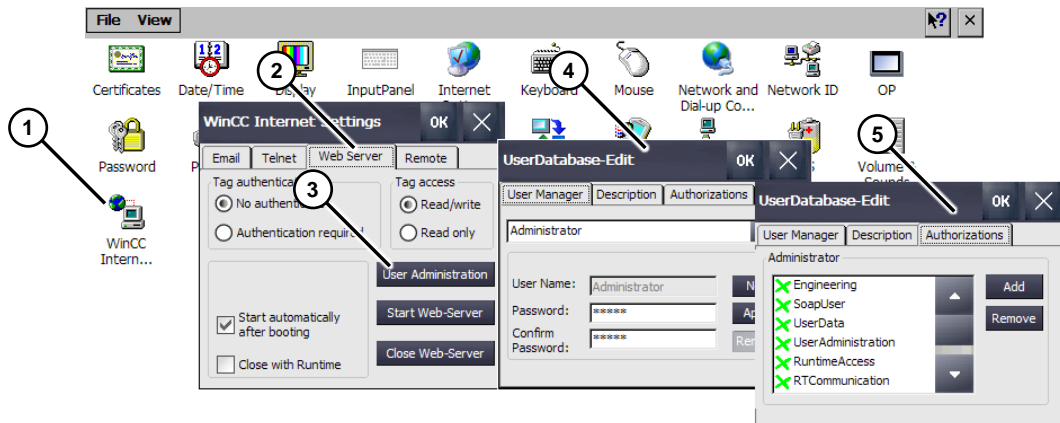 File View
Certificates
Date/Time
InputPanel
Internet
Keyboard
Mouse
Network and
Dial-up Co...
Network ID
OP
Password
WinCC
Intern...
Volume
1
2
3
4
5
WinCC Internet Settings OK
Email Telnet Web Server Remote
Tag authentica
No authentic
Authentication required
Tag access
Read/write
Read only
User Administration
Start automatically
after booting
Start Web-Server
Close with Runtime
Close Web-Server
UserDatabase-Edit OK
User Manager Description Authorizations
Administrator
User Name: Administrator
Password: *****
Confirm
Password: *****
UserDatabase-Edit OK
User Manager Description Authorizations
Administrator
Engineering
SoapUser
UserData
UserAdministration
RuntimeAccess
RTCommunication
Add
Remove